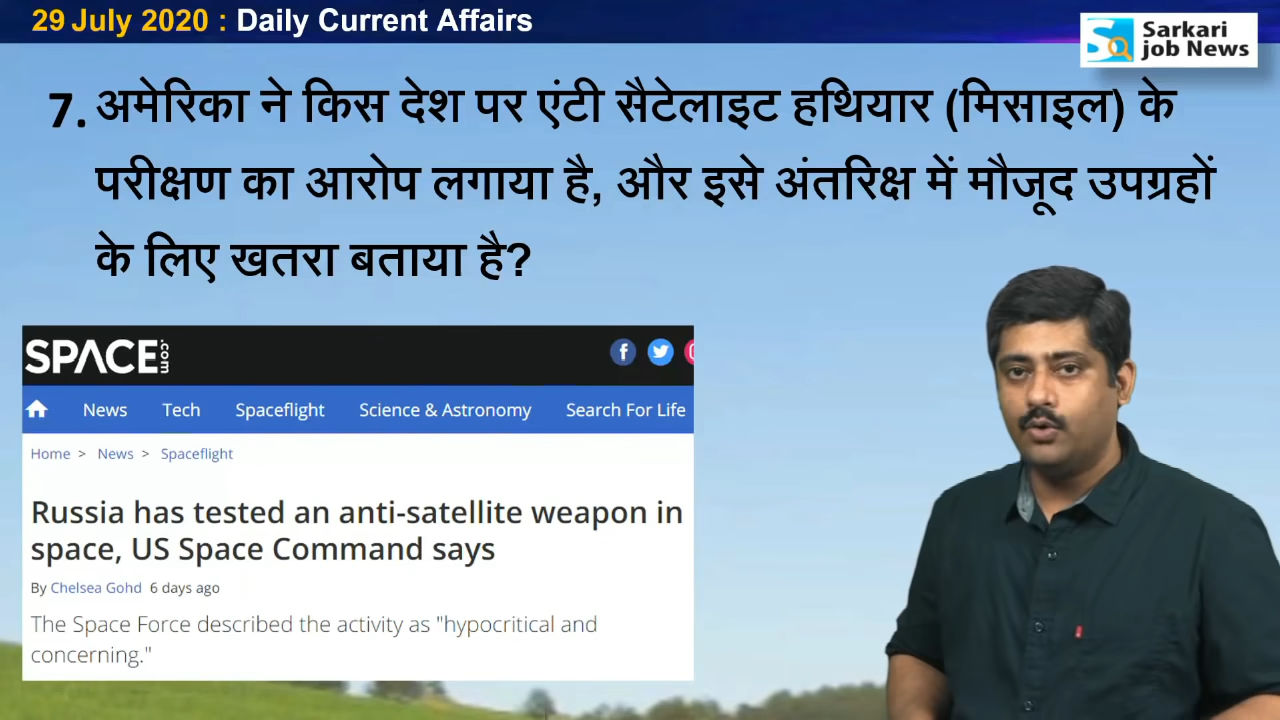 29 July 2020 : Daily Current Affairs
Sarkari
job News
7. अमेरिका ने किस देश पर एंटी सैटेलाइट हथियार (मिसाइल) के
परीक्षण का आरोप लगाया है, और इसे अंतरिक्ष में मौजूद उपग्रहों
के लिए खतरा बताया है?
SPACE.com
News Tech Spaceflight Science & Astronomy Search For Life
Home > News > Spaceflight
Russia has tested an anti-satellite weapon in
space, US Space Command says
By Chelsea Gohd 6 days ago
The Space Force described the activity as "hypocritical and
concerning."